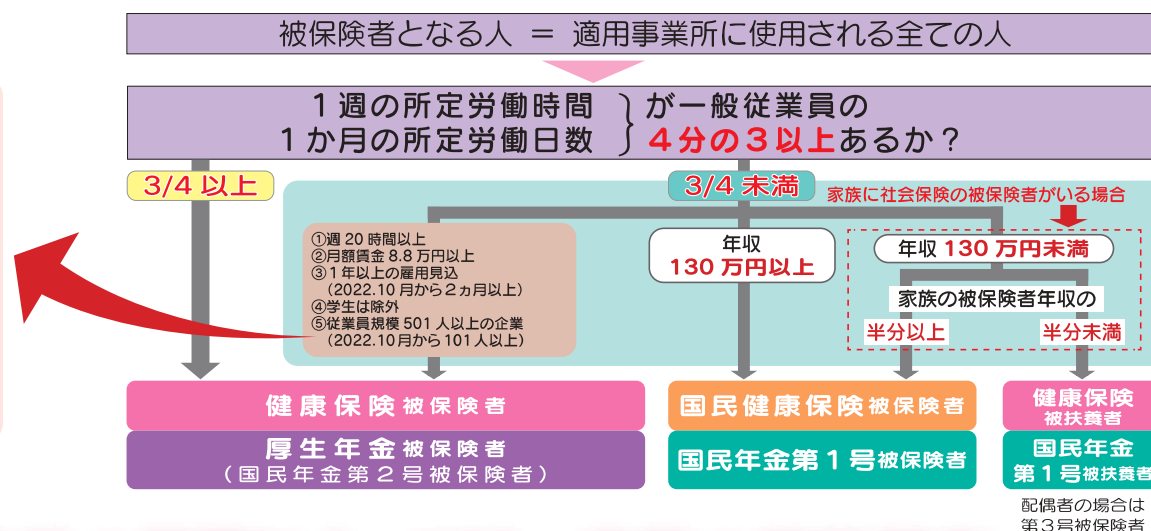 被保険者となる人 = 適用事業所に使用される全ての人
1週の所定労働時間
1か月の所定労働日数
が一般従業員の
4分の3以上あるか?
3/4以上
3/4未満
家族に社会保険の被保険者がいる場合
①週20時間以上
②月額賃金8.8万円以上
③1年以上の雇用見込
(2022.10月から2ヵ月以上)
④学生は除外
⑤従業員規模501人以上の企業
(2022.10月から101人以上)
年収
130万円以上
年収130万円未満
家族の被保険者年収の
半分以上
半分未満
健康保険被保険者
厚生年金被保険者
(国民年金第2号被保険者)
国民健康保険被保険者
国民年金第1号被保険者
健康保険
被扶養者
国民年金
第1号被扶養者
配偶者の場合は
第3号被保険者